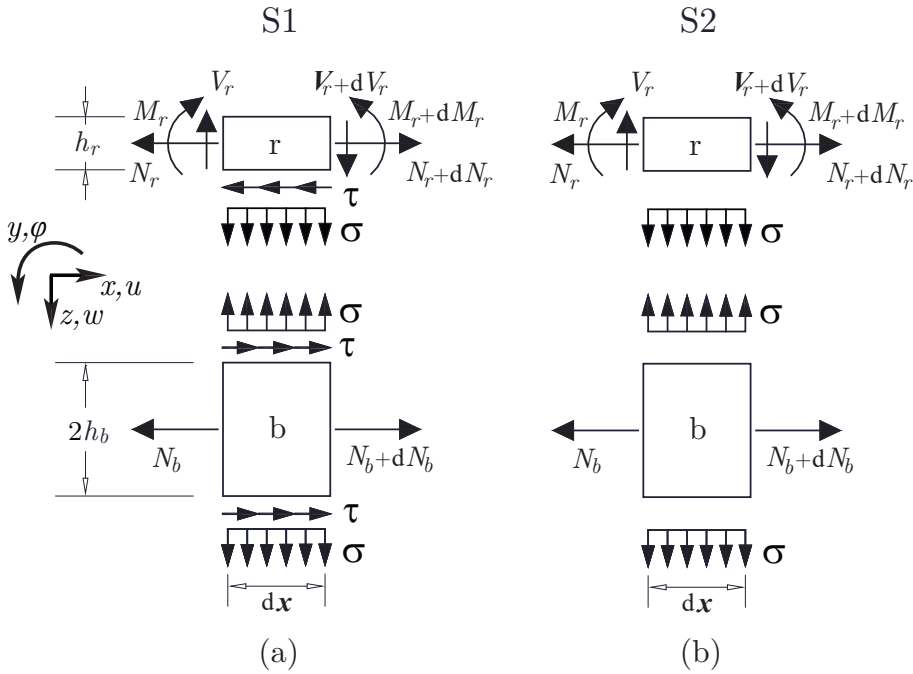 S1 S2
V_r V_r+dV_r V_r V_r+dV_r
M_r M_r+dM_r M_r M_r+dM_r
h_r r r
N_r N_r+dN_r N_r N_r+dN_r
τ
σ σ
y,φ
x,u
z,w
σ σ
τ
2h_b b b
N_b N_b+dN_b N_b N_b+dN_b
τ
σ σ
dx dx
(a) (b)